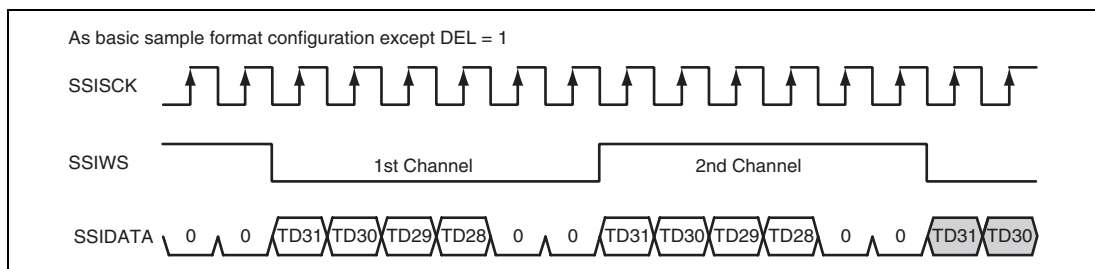 As basic sample format configuration except DEL = 1
SSISCK
SSIWS 1st Channel 2nd Channel
SSIDATA 0 0 TD31 TD30 TD29 TD28 0 0 TD31 TD30 TD29 TD28 0 0 TD31 TD30